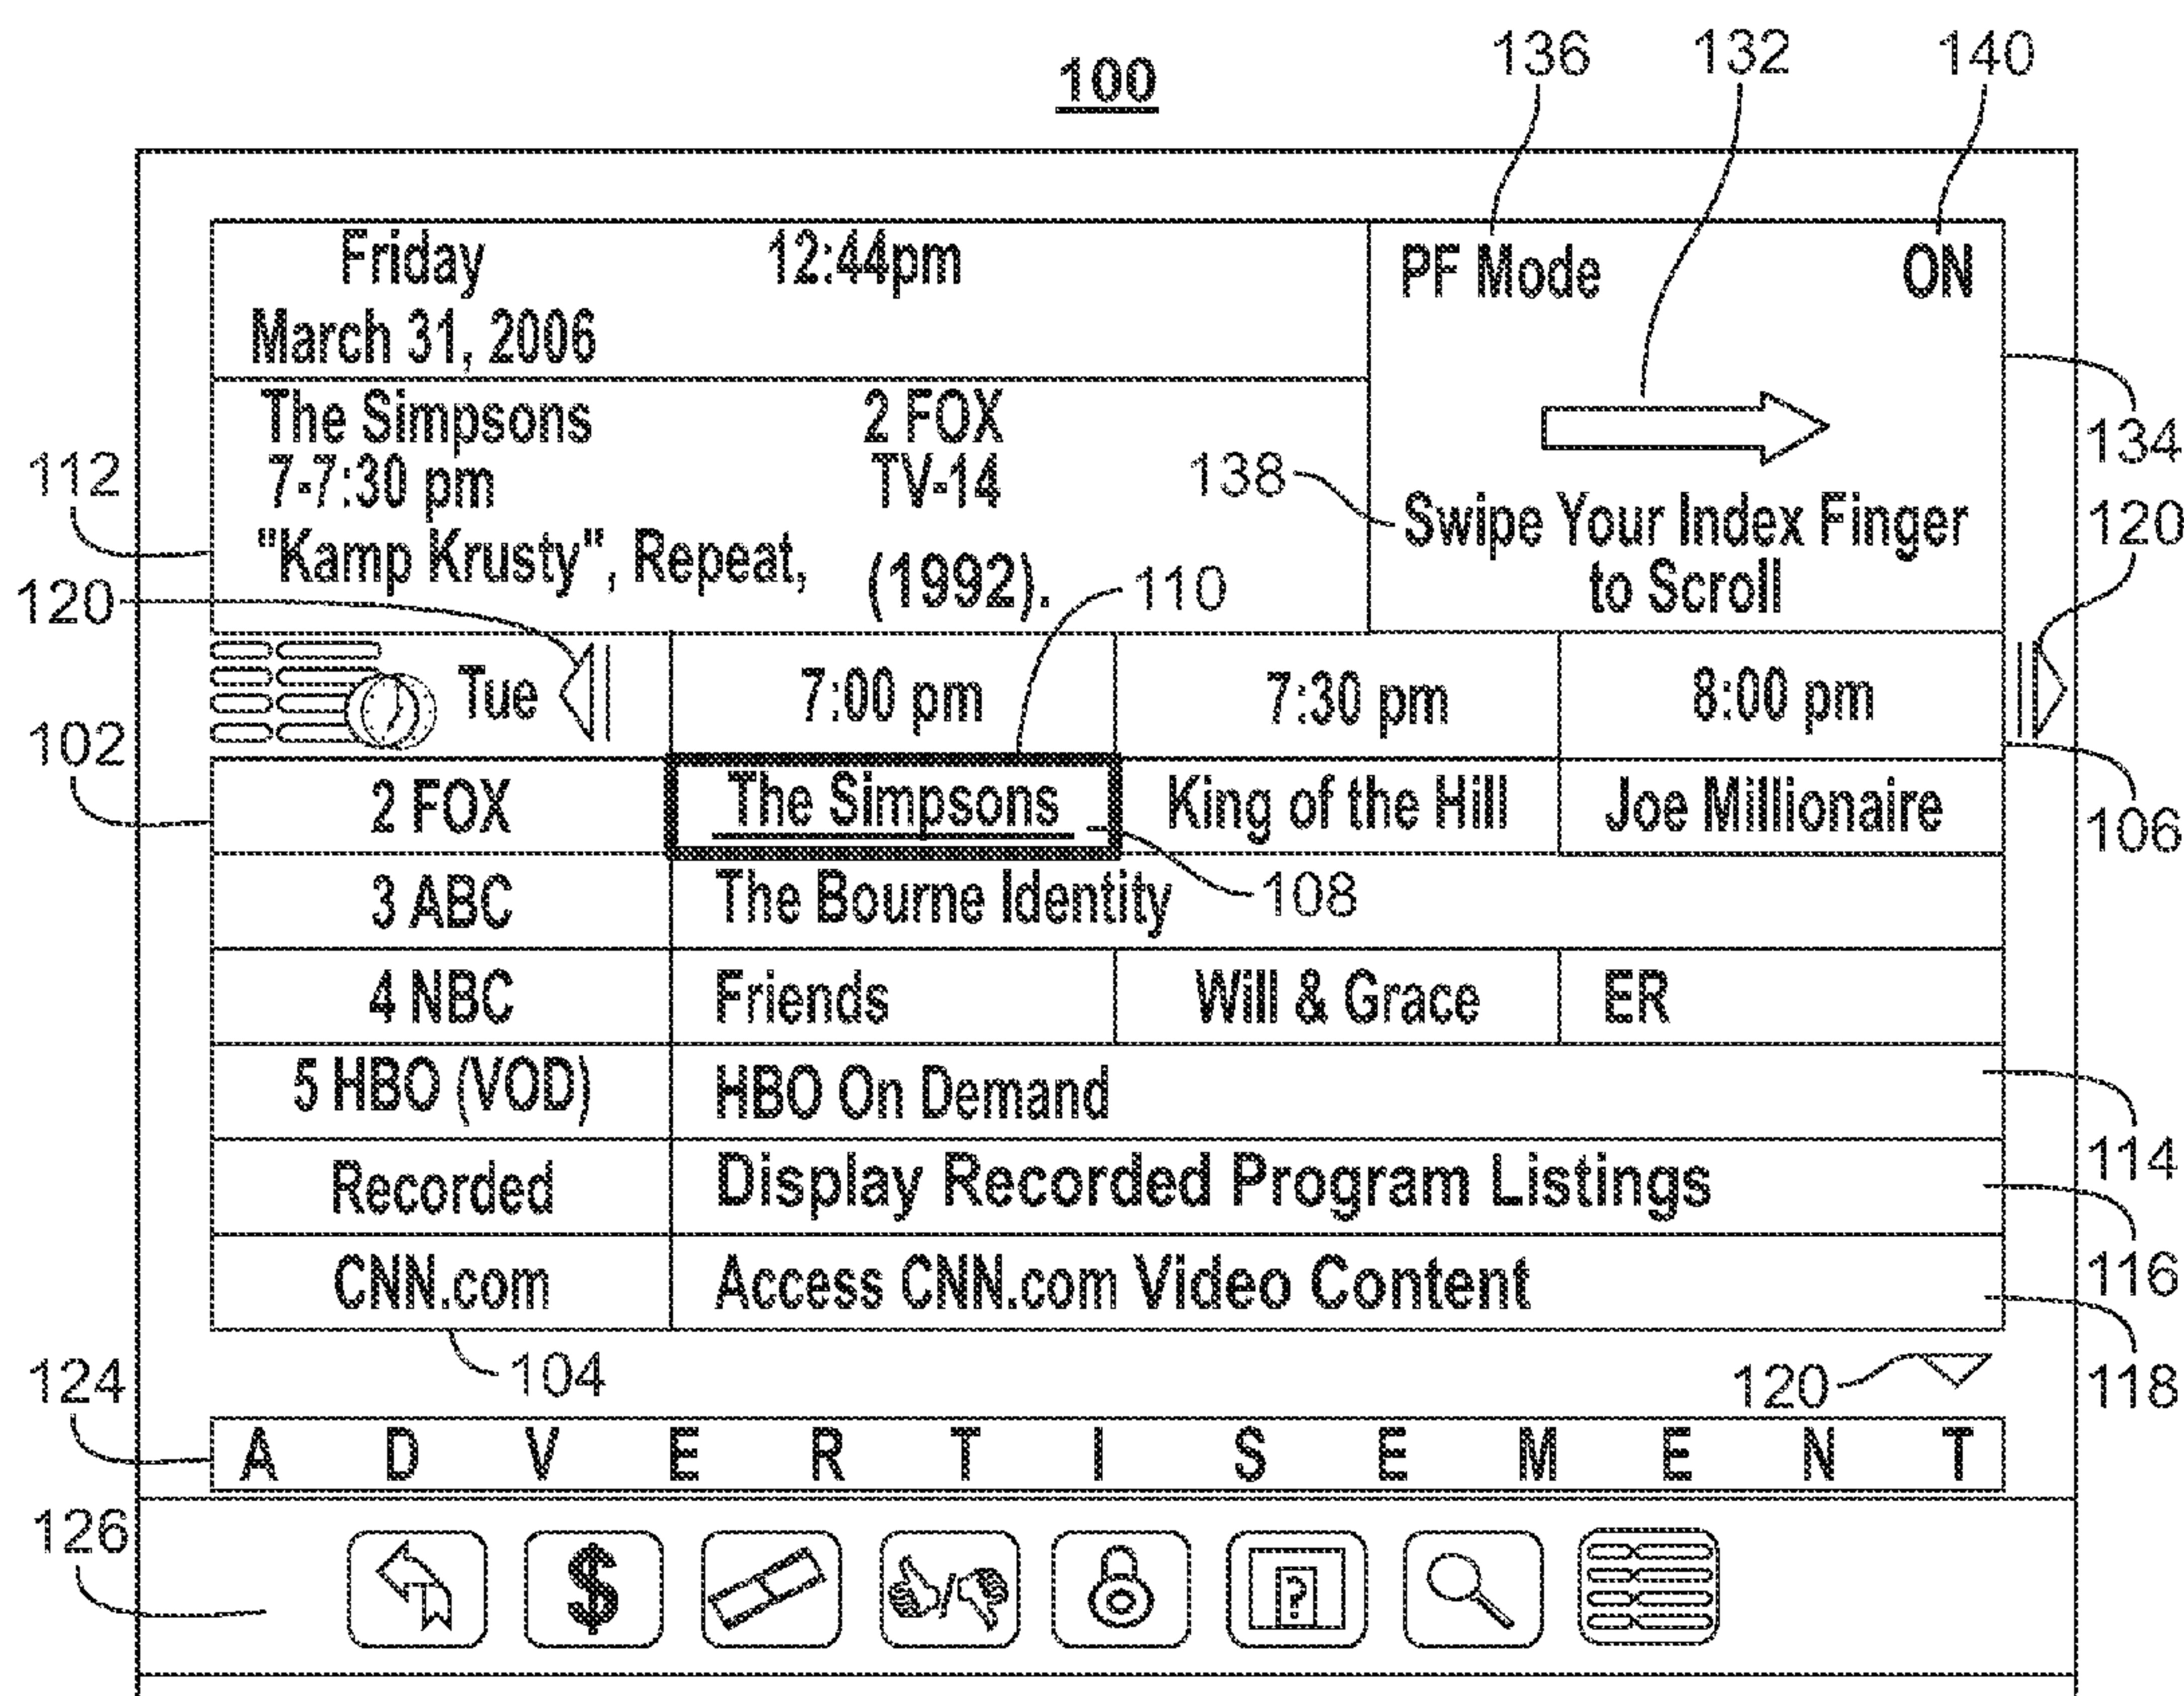 100
136 132 140
Friday 12:44pm
March 31, 2006
PF Mode ON
134
The Simpsons 2 FOX
7-7:30 pm TV-14
"Kamp Krusty", Repeat, (1992).
112
138
Swipe Your Index Finger
to Scroll
120
120
110
Tue 7:00 pm 7:30 pm 8:00 pm
102
2 FOX The Simpsons King of the Hill Joe Millionaire
106
3 ABC The Bourne Identity
108
4 NBC Friends Will & Grace ER
5 HBO (VOD) HBO On Demand
114
Recorded Display Recorded Program Listings
116
CNN.com Access CNN.com Video Content
118
104
120
124
A D V E R T I S E M E N T
126
$ / ?